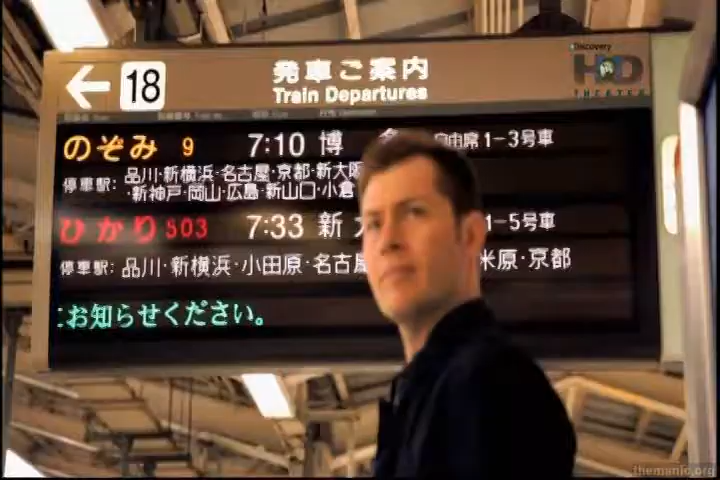 18
発車ご案内
Train Departures
Discovery
HD
THEATER
のぞみ 9 7:10 博 自由席 1-3号車
停車駅: 品川・新横浜・名古屋・京都・新大阪
・新神戸・岡山・広島・新山口・小倉
ひかり 503 7:33 新 1-5号車
停車駅: 品川・新横浜・小田原・名古屋 米原・京都
お知らせください。
themanic.org